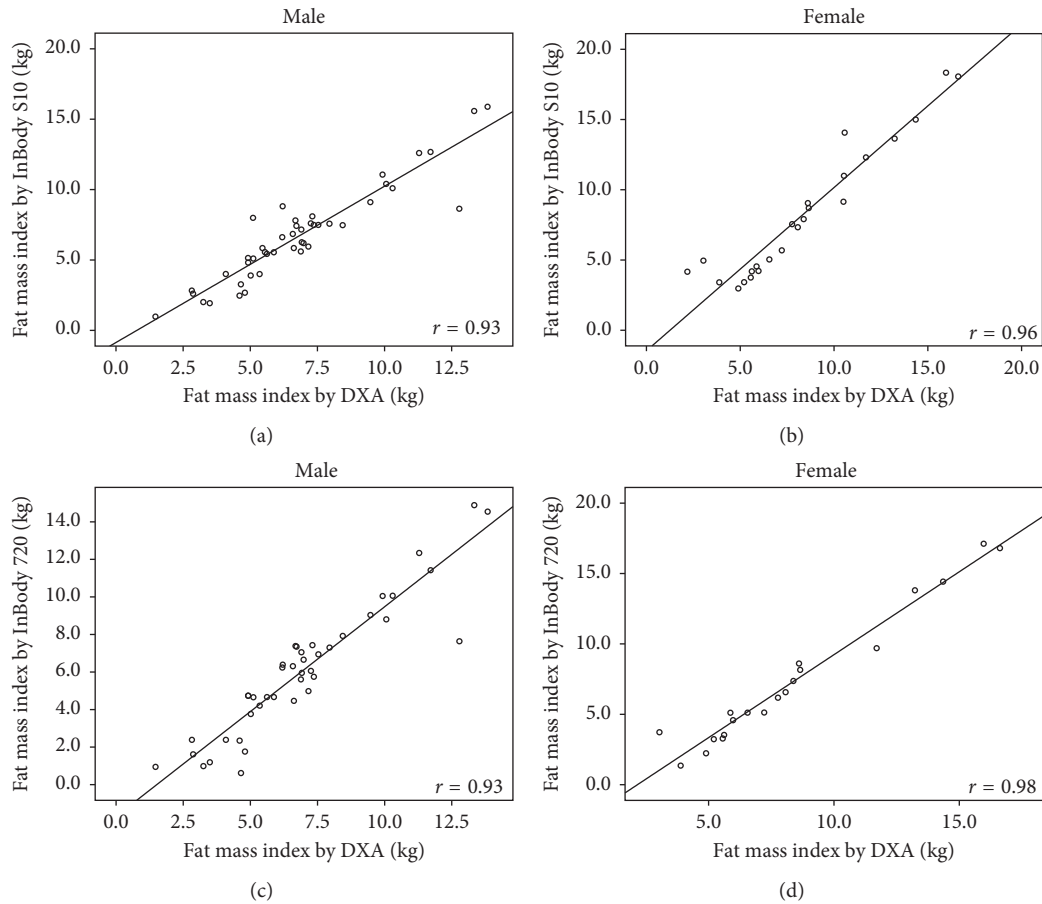 Male
Female
Fat mass index by InBody S10 (kg)
20.0
15.0
10.0
5.0
0.0
r = 0.93
0.0 2.5 5.0 7.5 10.0 12.5
Fat mass index by DXA (kg)
(a)
Fat mass index by InBody S10 (kg)
20.0
15.0
10.0
5.0
0.0
r = 0.96
0.0 5.0 10.0 15.0 20.0
Fat mass index by DXA (kg)
(b)
Male
Female
Fat mass index by InBody 720 (kg)
14.0
12.0
10.0
8.0
6.0
4.0
2.0
0.0
r = 0.93
0.0 2.5 5.0 7.5 10.0 12.5
Fat mass index by DXA (kg)
(c)
Fat mass index by InBody 720 (kg)
20.0
15.0
10.0
5.0
0.0
r = 0.98
5.0 10.0 15.0
Fat mass index by DXA (kg)
(d)